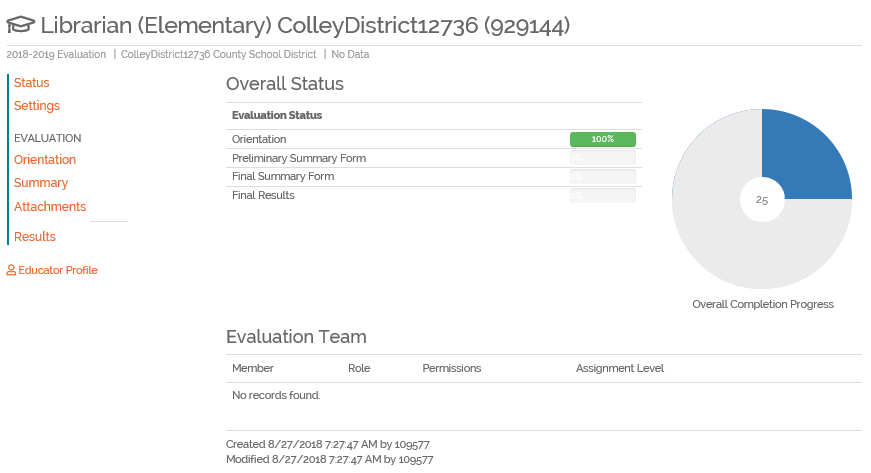 Librarian (Elementary) ColleyDistrict12736 (929144)
2018-2019 Evaluation | ColleyDistrict12736 County School District | No Data
Status
Settings
EVALUATION
Orientation
Summary
Attachments
Results
Educator Profile
Overall Status
Evaluation Status
Orientation 100%
Preliminary Summary Form
Final Summary Form
Final Results
25
Overall Completion Progress
Evaluation Team
Member Role Permissions Assignment Level
No records found.
Created 8/27/2018 7:27:47 AM by 109577
Modified 8/27/2018 7:27:47 AM by 109577